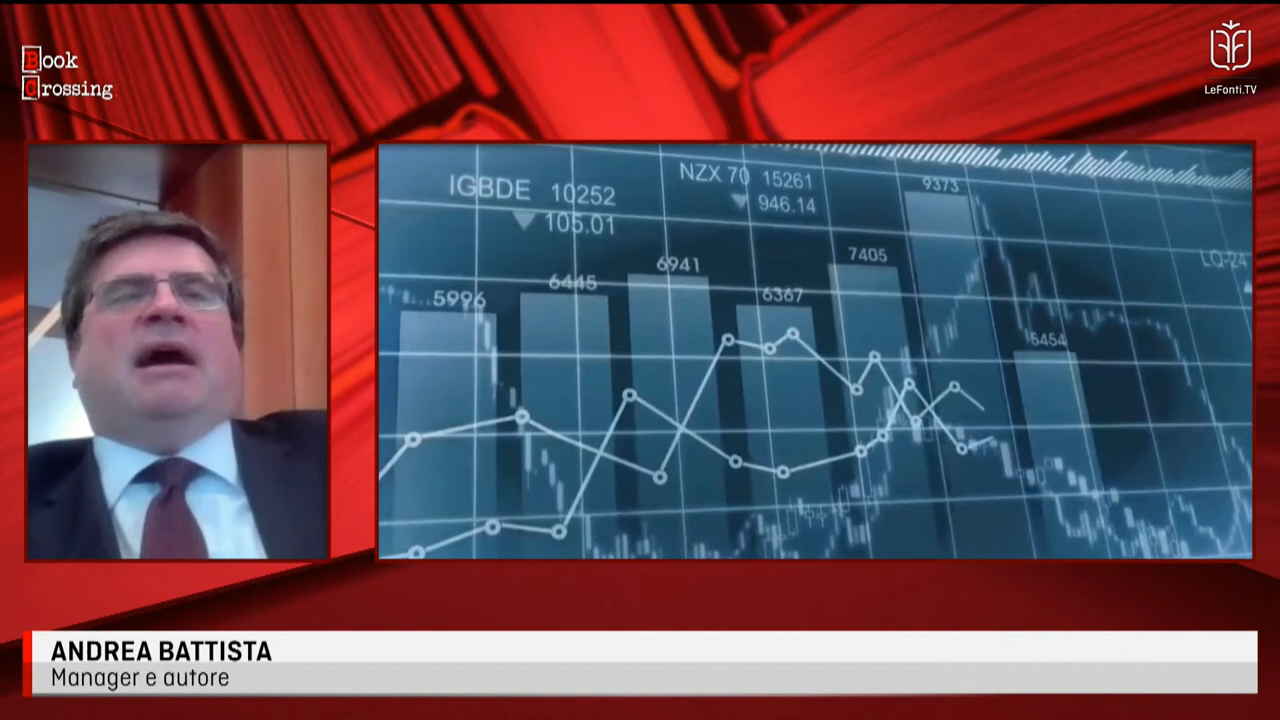 Book
Crossing
LeFonti.TV
IGBDE 10252
105.01
NZX 70 15261
946.14
9373
LQ-24
7405
6941
6445
6367
5996
5454
ANDREA BATTISTA
Manager e autore